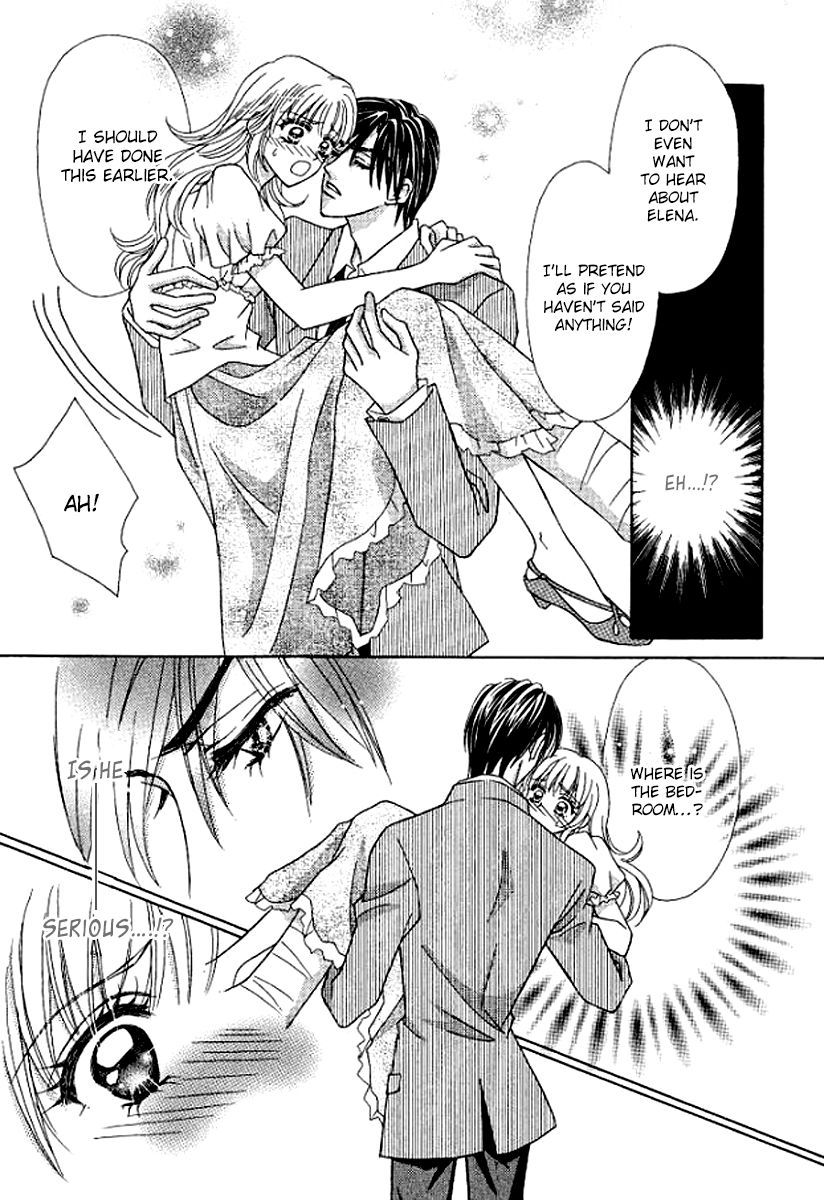 I DON'T
EVEN
WANT
TO HEAR
ABOUT
ELENA.
I'LL PRETEND
AS IF YOU
HAVEN'T SAID
ANYTHING!
EH...!?
I SHOULD
HAVE DONE
THIS EARLIER.
AH!
WHERE IS
THE BED-
ROOM...?
IS HE
SERIOUS.....!?